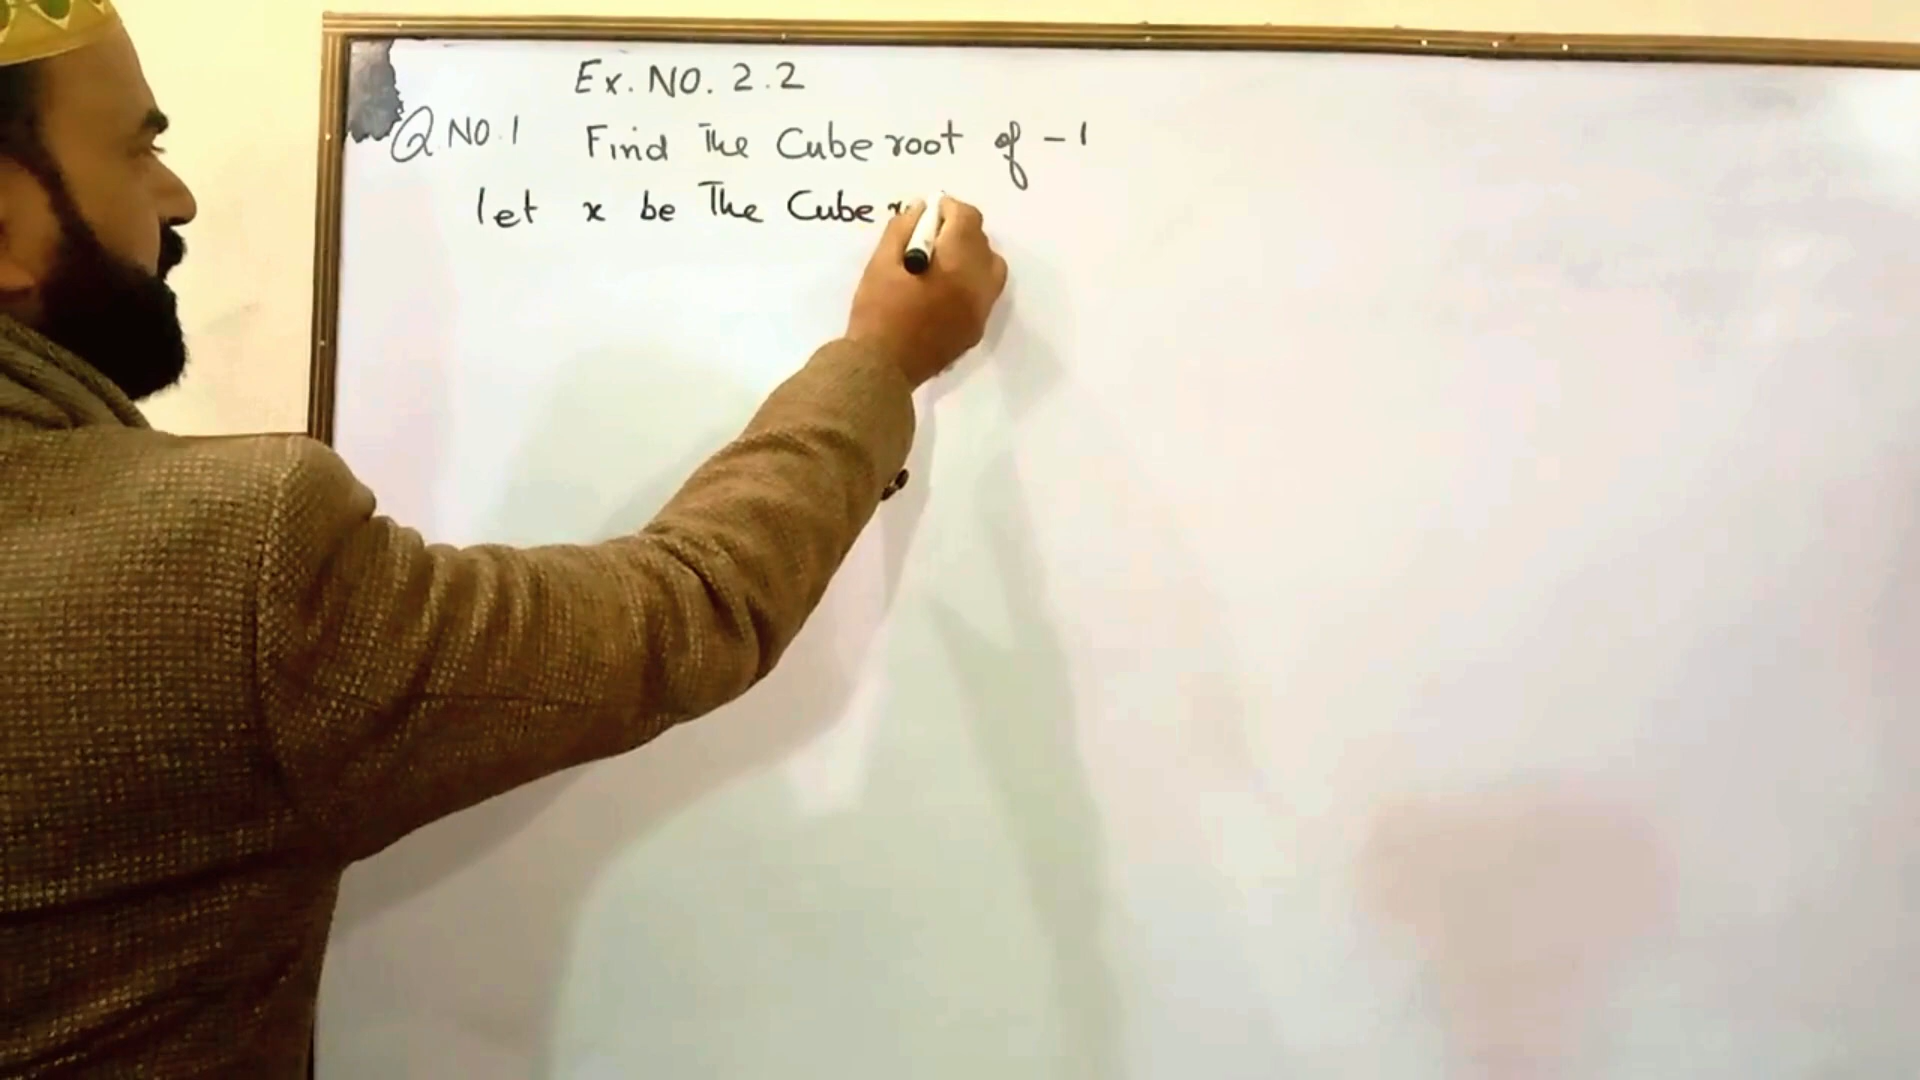 Ex. NO. 2.2
Q NO. 1 Find The Cube root of - 1
let x be The Cube